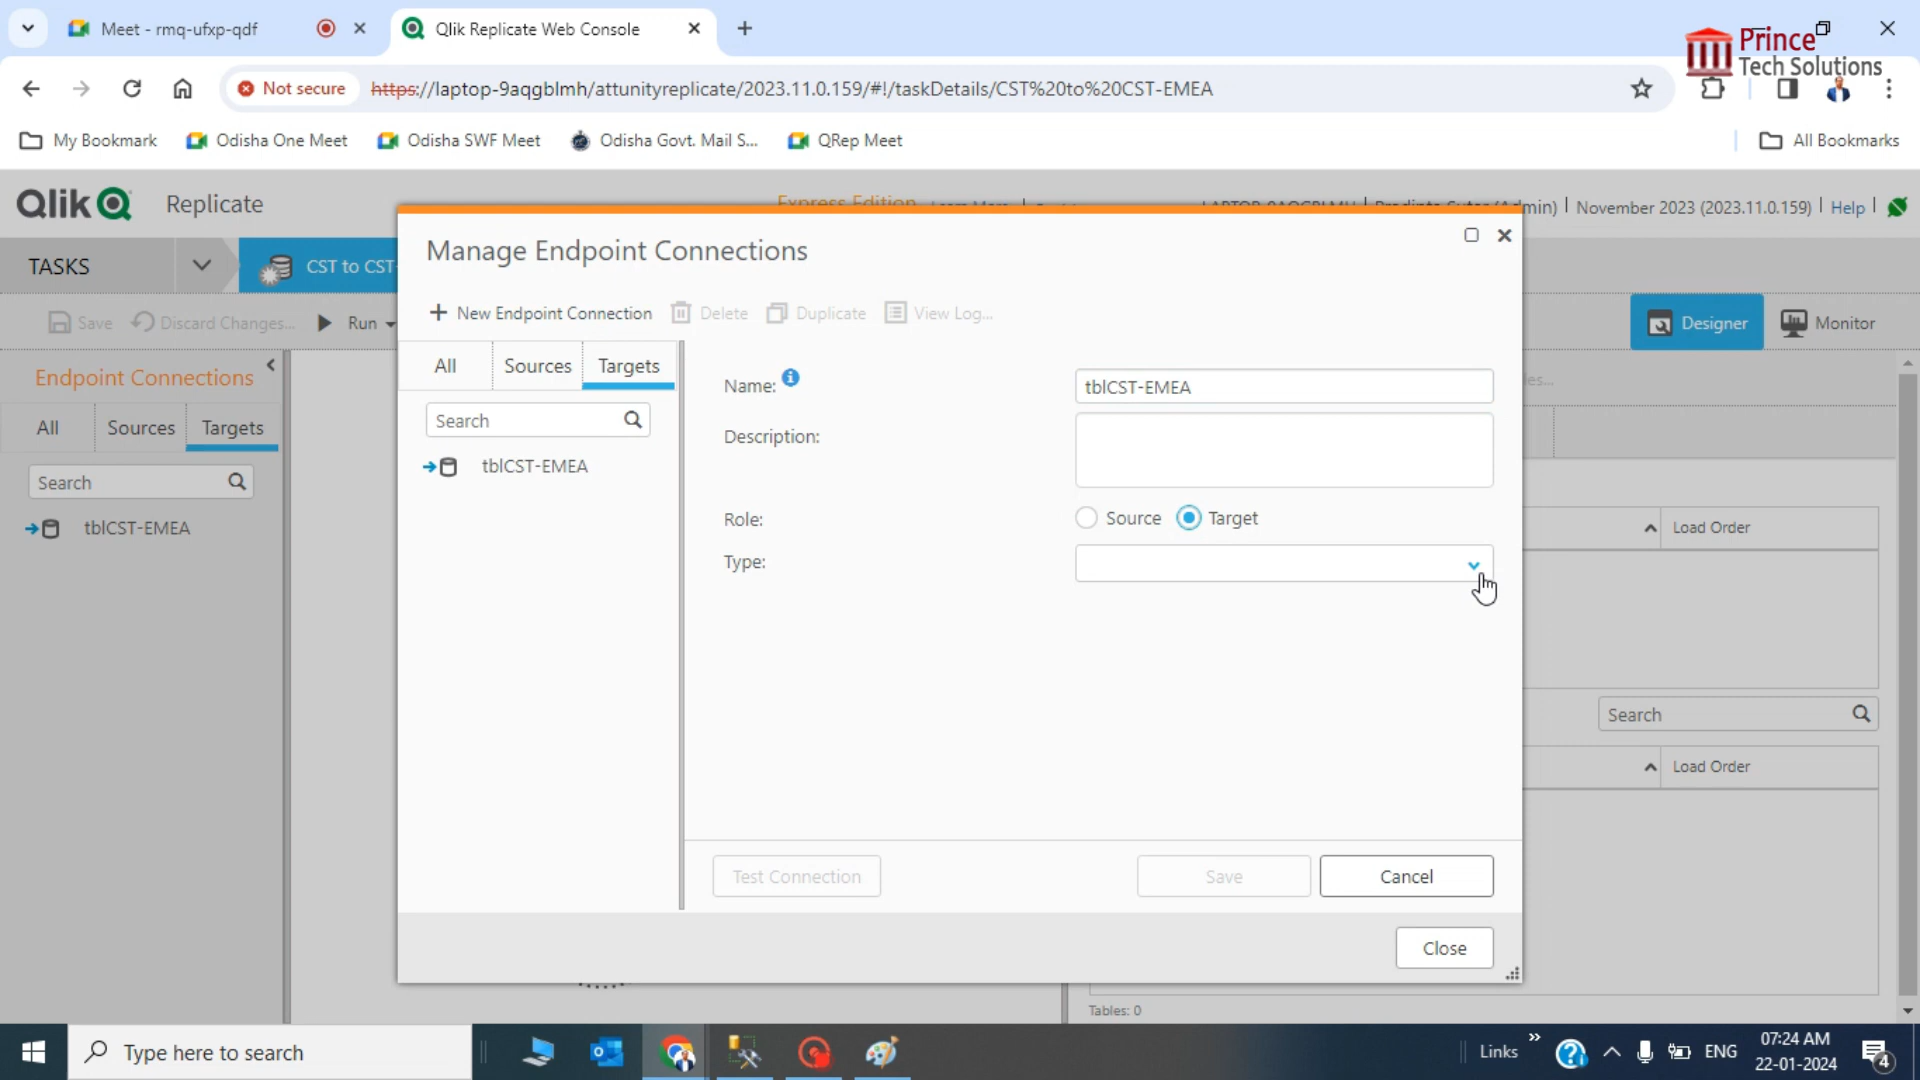 Meet - rmq-ufxp-qdf
Qlik Replicate Web Console
Prince
Tech Solutions
Not secure
https://laptop-9aqgblmh/attunityreplicate/2023.11.0.159/#!/taskDetails/CST%20to%20CST-EMEA
My Bookmark
Odisha One Meet
Odisha SWF Meet
Odisha Govt. Mail S...
QRep Meet
All Bookmarks
Qlik
Replicate
Express Edition
November 2023 (2023.11.0.159)
Help
TASKS
CST to CST-
Manage Endpoint Connections
Save
Discard Changes...
Run
New Endpoint Connection
Delete
Duplicate
View Log...
Designer
Monitor
Endpoint Connections
All
Sources
Targets
Search
tblCST-EMEA
All
Sources
Targets
Search
tblCST-EMEA
Name:
tblCST-EMEA
Description:
Role:
Source
Target
Type:
Load Order
Search
Load Order
Test Connection
Save
Cancel
Close
Tables: 0
Type here to search
Links
ENG
07:24 AM
22-01-2024
4